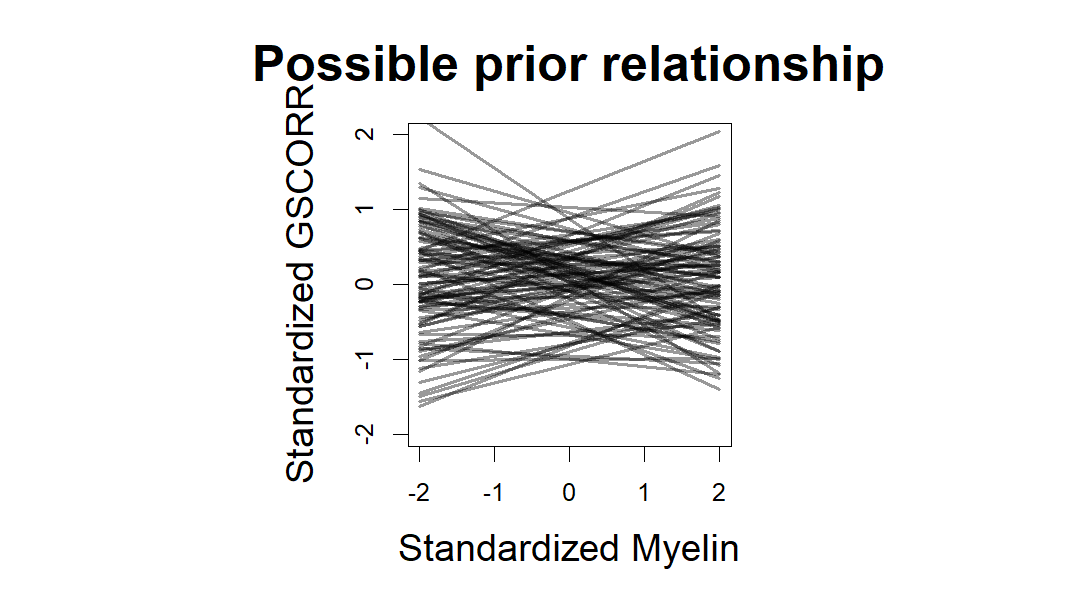 Possible prior relationship
Standardized GSCORR
2
1
0
-1
-2
-2 -1 0 1 2
Standardized Myelin